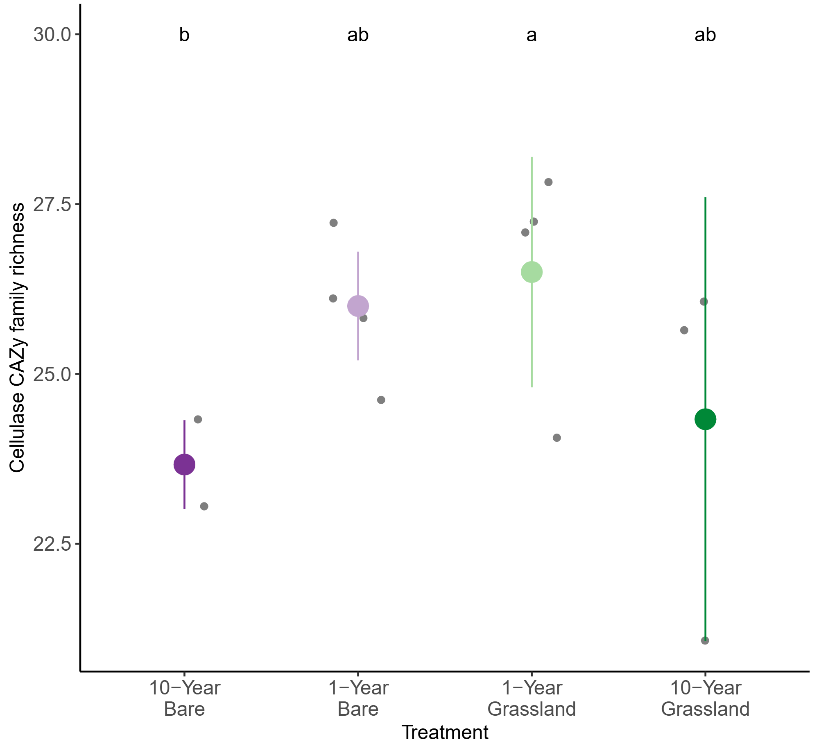 Cellulase CAZy family richness
30.0
27.5
25.0
22.5
b ab a ab
10−Year 1−Year 1−Year 10−Year
Bare Bare Grassland Grassland
Treatment